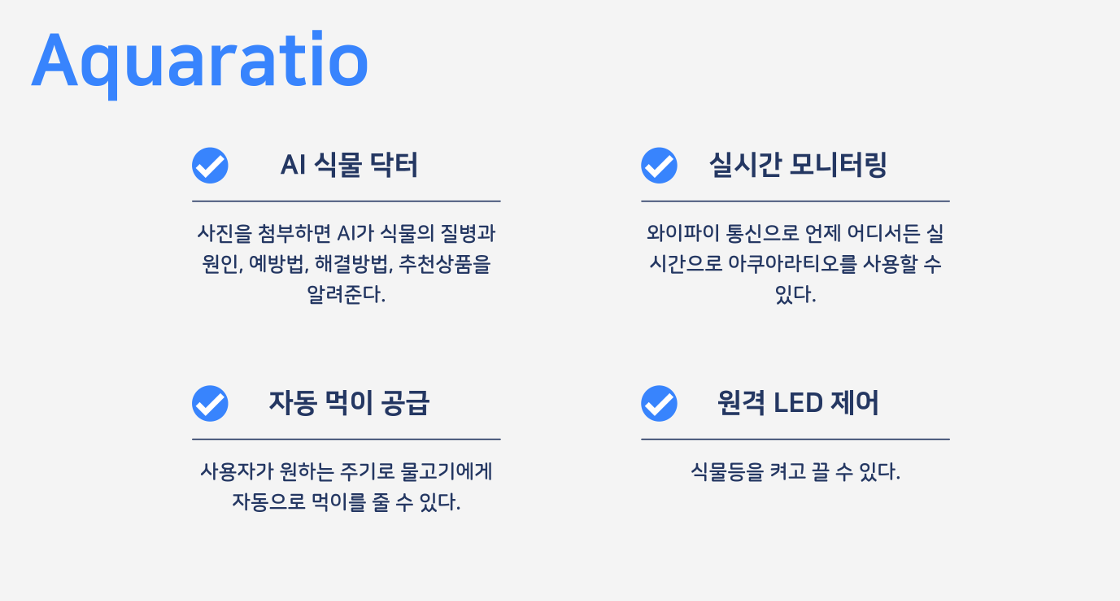 Aquaratio
AI 식물 닥터
사진을 첨부하면 AI가 식물의 질병과
원인, 예방법, 해결방법, 추천상품을
알려준다.
실시간 모니터링
와이파이 통신으로 언제 어디서든 실
시간으로 아쿠아라티오를 사용할 수
있다.
자동 먹이 공급
사용자가 원하는 주기로 물고기에게
자동으로 먹이를 줄 수 있다.
원격 LED 제어
식물등을 켜고 끌 수 있다.